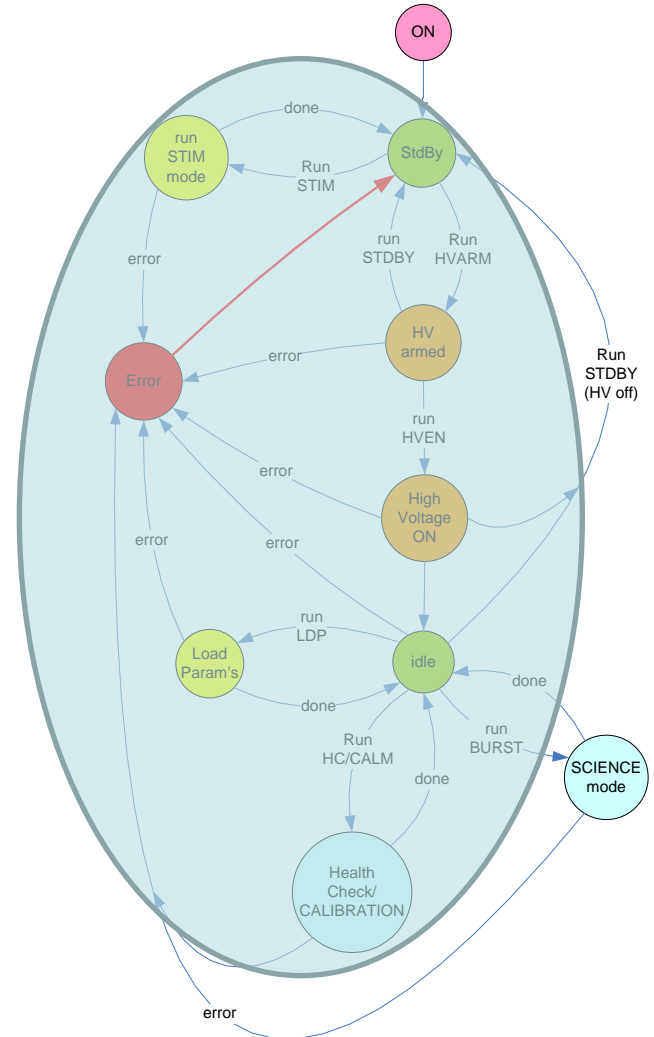 ON
done
run
STIM
mode
StdBy
Run
STIM
error
run
STDBY
Run
HVARM
HV
armed
error
Error
Run
STDBY
(HV off)
run
HVEN
error
High
Voltage
ON
error
error
run
LDP
Load
Param's
idle
done
done
run
BURST
Run
HC/CALM
done
SCIENCE
mode
Health
Check/
CALIBRATION
error